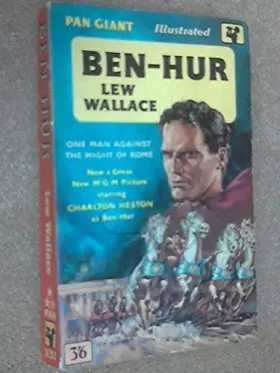 PAN GIANT
Illustrated
BEN-HUR
LEW
WALLACE
ONE MAN AGAINST
THE MIGHT OF ROME
Now a Great
New M-G-M Picture
starring
CHARLTON HESTON
as Ben-Hur
3'6
BEN-HUR
Lew Wallace